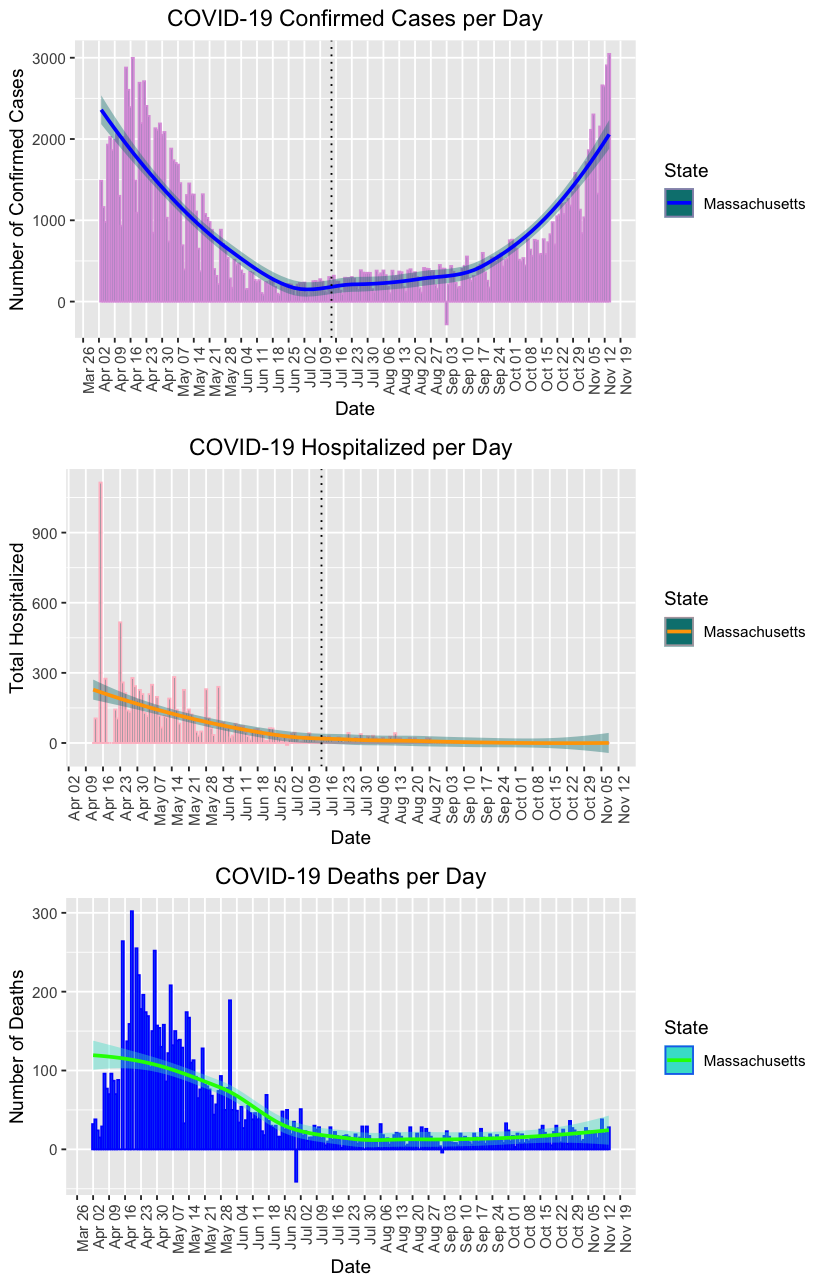 COVID-19 Confirmed Cases per Day
Number of Confirmed Cases
3000
2000
1000
0
Mar 26
Apr 02
Apr 09
Apr 16
Apr 23
Apr 30
May 07
May 14
May 21
May 28
Jun 04
Jun 11
Jun 18
Jun 25
Jul 02
Jul 09
Jul 16
Jul 23
Jul 30
Aug 06
Aug 13
Aug 20
Aug 27
Sep 03
Sep 10
Sep 17
Sep 24
Oct 01
Oct 08
Oct 15
Oct 22
Oct 29
Nov 05
Nov 12
Nov 19
Date
State
Massachusetts
COVID-19 Hospitalized per Day
Total Hospitalized
900
600
300
0
Apr 02
Apr 09
Apr 16
Apr 23
Apr 30
May 07
May 14
May 21
May 28
Jun 04
Jun 11
Jun 18
Jun 25
Jul 02
Jul 09
Jul 16
Jul 23
Jul 30
Aug 06
Aug 13
Aug 20
Aug 27
Sep 03
Sep 10
Sep 17
Sep 24
Oct 01
Oct 08
Oct 15
Oct 22
Oct 29
Nov 05
Nov 12
Date
State
Massachusetts
COVID-19 Deaths per Day
Number of Deaths
300
200
100
0
Mar 26
Apr 02
Apr 09
Apr 16
Apr 23
Apr 30
May 07
May 14
May 21
May 28
Jun 04
Jun 11
Jun 18
Jun 25
Jul 02
Jul 09
Jul 16
Jul 23
Jul 30
Aug 06
Aug 13
Aug 20
Aug 27
Sep 03
Sep 10
Sep 17
Sep 24
Oct 01
Oct 08
Oct 15
Oct 22
Oct 29
Nov 05
Nov 12
Nov 19
Date
State
Massachusetts